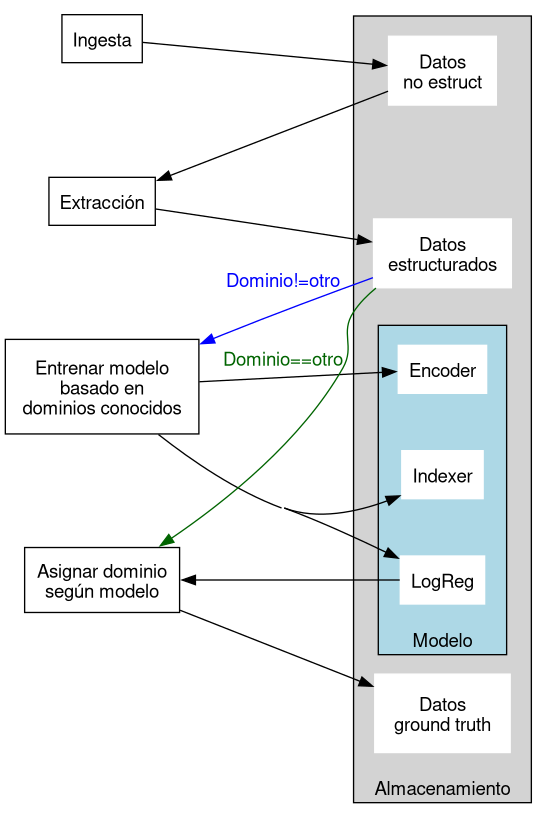 Ingesta
Datos
no estruct
Extracción
Datos
estructurados
Dominio!=otro
Dominio==otro
Entrenar modelo
basado en
dominios conocidos
Encoder
Indexer
Asignar dominio
según modelo
LogReg
Modelo
Datos
ground truth
Almacenamiento